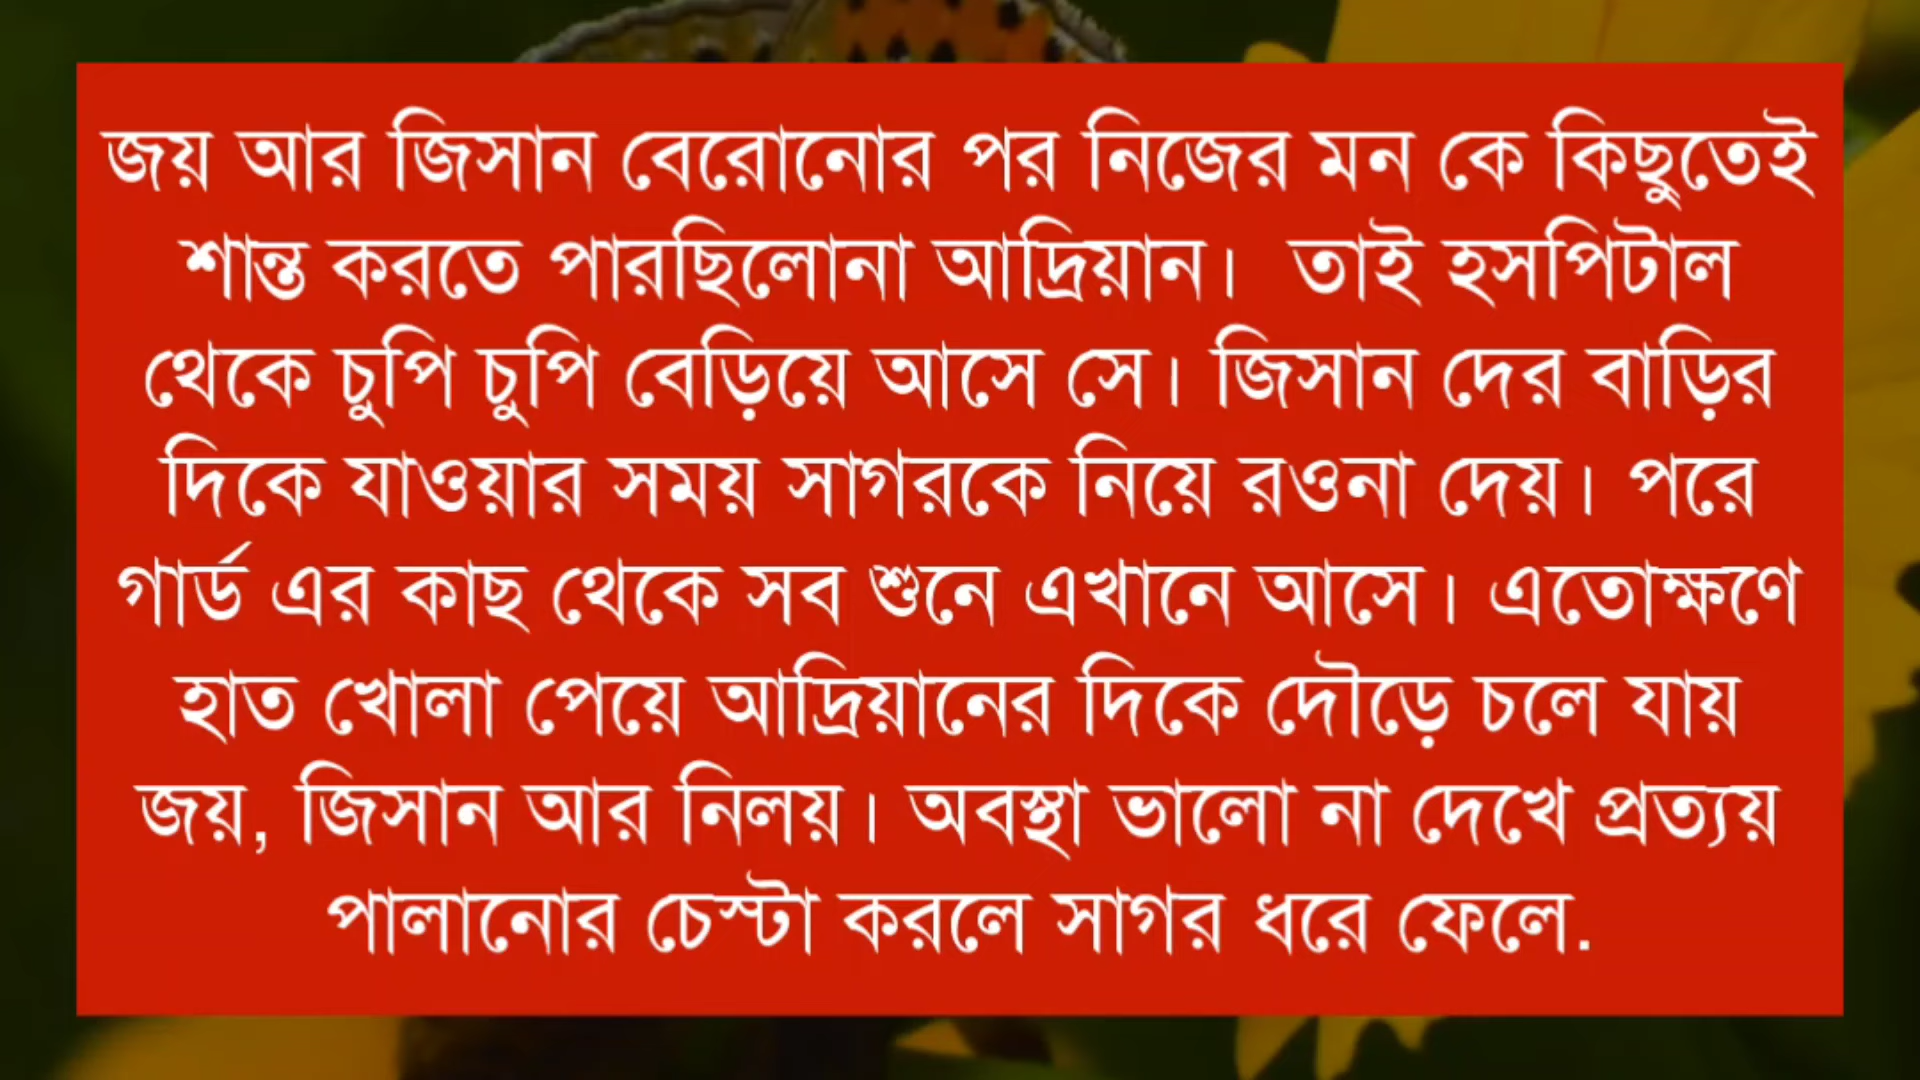 জয় আর জিসান বেরোনোর পর নিজের মন কে কিছুতেই
শান্ত করতে পারছিলোনা আদ্রিয়ান। তাই হসপিটাল
থেকে চুপি চুপি বেড়িয়ে আসে সে। জিসান দের বাড়ির
দিকে যাওয়ার সময় সাগরকে নিয়ে রওনা দেয়। পরে
গার্ড এর কাছ থেকে সব শুনে এখানে আসে। এতোক্ষণে
হাত খোলা পেয়ে আদ্রিয়ানের দিকে দৌড়ে চলে যায়
জয়, জিসান আর নিলয়। অবস্থা ভালো না দেখে প্রত্যয়
পালানোর চেস্টা করলে সাগর ধরে ফেলে.